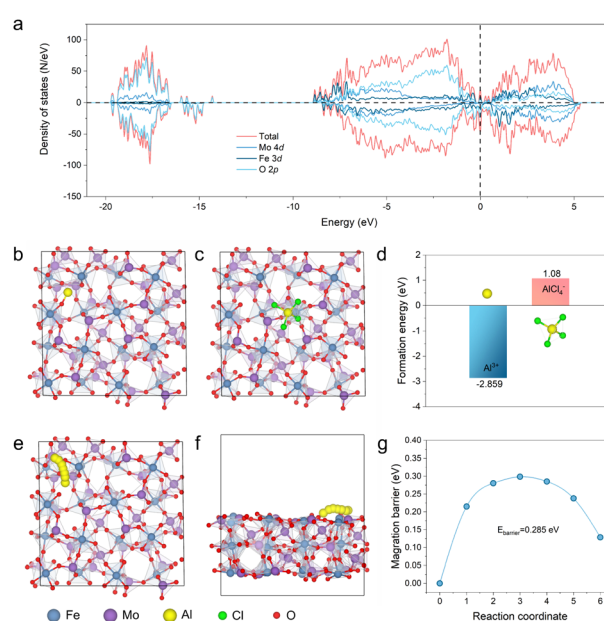 a
Density of states (N/eV)
100
50
0
-50
-100
-150
Total
Mo 4d
Fe 3d
O 2p
-20
-15
-10
-5
0
5
Energy (eV)
b
c
d
Formation energy (eV)
2
1
0
-1
-2
-3
-4
1.08
AlCl4-
Al3+
-2.859
e
f
g
Magration barrier (eV)
0.40
0.35
0.30
0.25
0.20
0.15
0.10
0.05
0.00
Ebarrier=0.285 eV
0
1
2
3
4
5
6
Reaction coordinate
Fe
Mo
Al
Cl
O